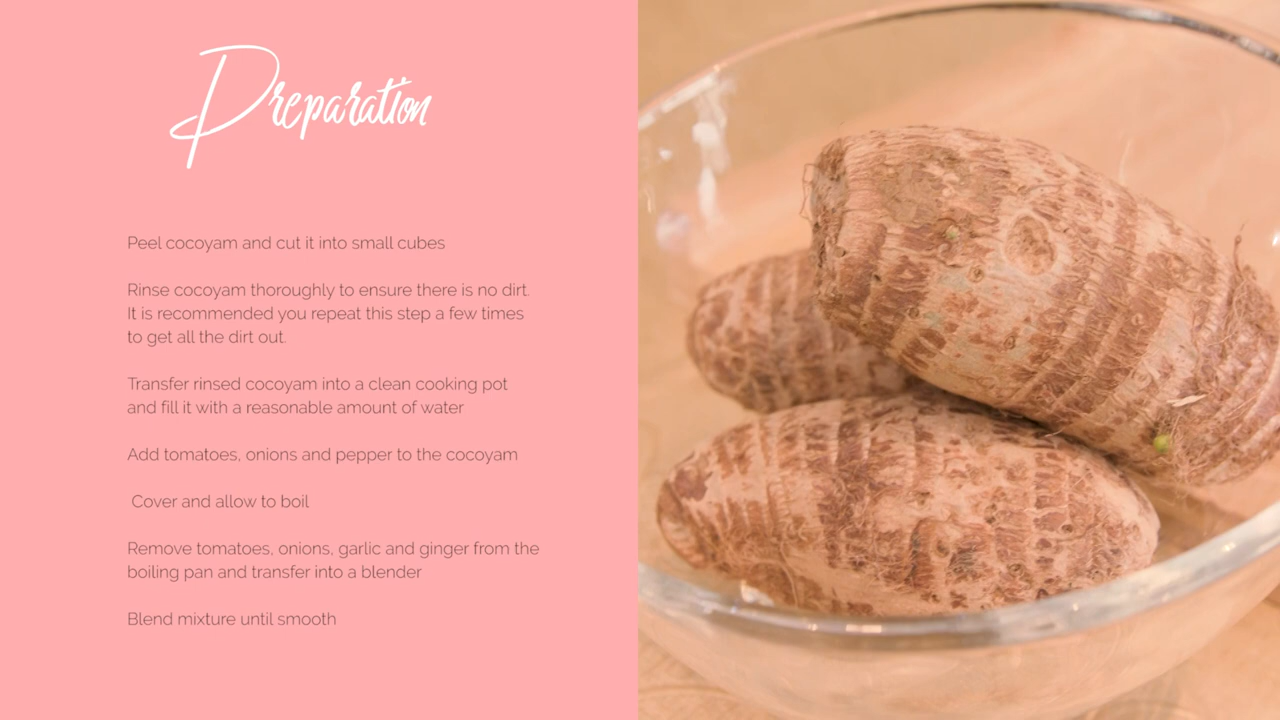 Preparation
Peel cocoyam and cut it into small cubes
Rinse cocoyam thoroughly to ensure there is no dirt.
It is recommended you repeat this step a few times
to get all the dirt out.
Transfer rinsed cocoyam into a clean cooking pot
and fill it with a reasonable amount of water
Add tomatoes, onions and pepper to the cocoyam
Cover and allow to boil
Remove tomatoes, onions, garlic and ginger from the
boiling pan and transfer into a blender
Blend mixture until smooth